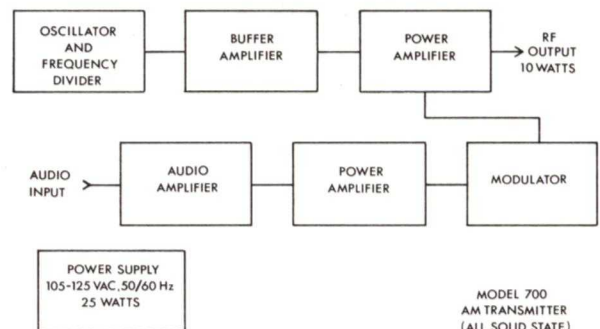 OSCILLATOR
AND
FREQUENCY
DIVIDER
BUFFER
AMPLIFIER
POWER
AMPLIFIER
RF
OUTPUT
10 WATTS
AUDIO
INPUT
AUDIO
AMPLIFIER
POWER
AMPLIFIER
MODULATOR
POWER SUPPLY
105-125 VAC, 50/60 Hz
25 WATTS
MODEL 700
AM TRANSMITTER
(ALL SOLID STATE)